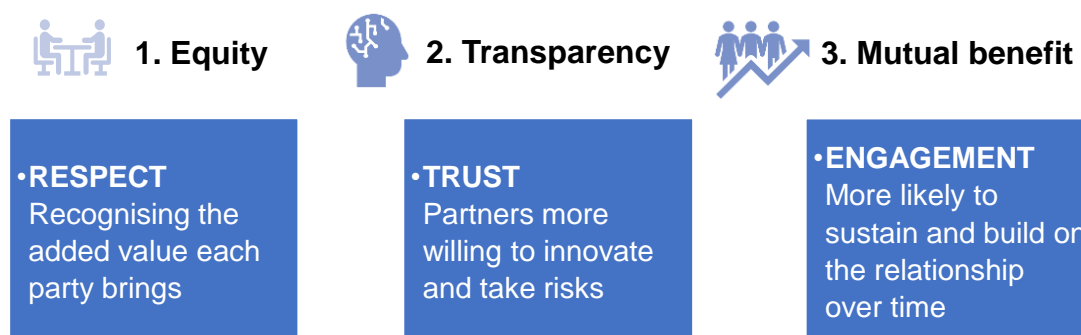 1. Equity
2. Transparency
3. Mutual benefit
•RESPECT
Recognising the
added value each
party brings
•TRUST
Partners more
willing to innovate
and take risks
•ENGAGEMENT
More likely to
sustain and build on
the relationship
over time